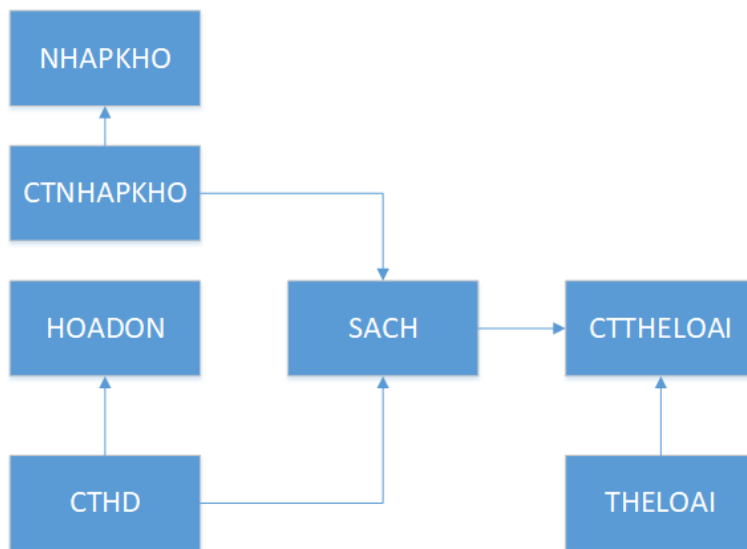 NHAPKHO
CTNHAPKHO
HOADON
SACH
CTTHELOAI
CTHD
THELOAI